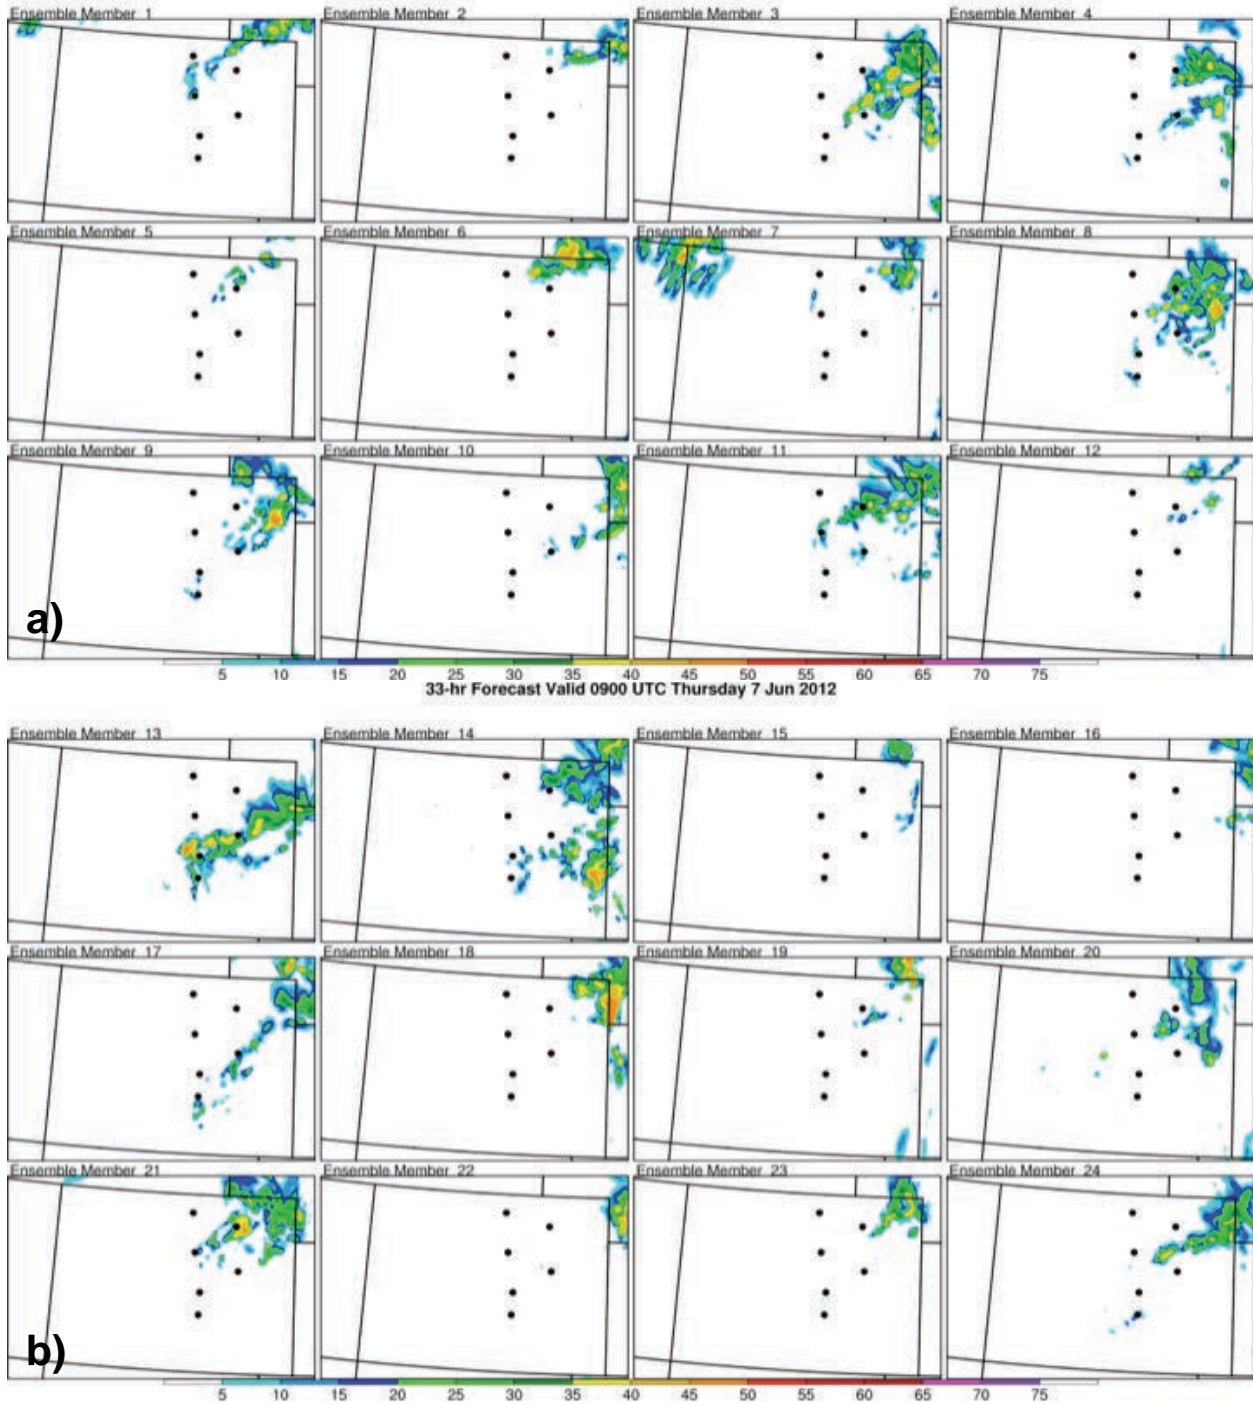 Ensemble Member 1 Ensemble Member 2 Ensemble Member 3 Ensemble Member 4
Ensemble Member 5 Ensemble Member 6 Ensemble Member 7 Ensemble Member 8
Ensemble Member 9 Ensemble Member 10 Ensemble Member 11 Ensemble Member 12
a)
5 10 15 20 25 30 35 40 45 50 55 60 65 70 75
33-hr Forecast Valid 0900 UTC Thursday 7 Jun 2012
Ensemble Member 13 Ensemble Member 14 Ensemble Member 15 Ensemble Member 16
Ensemble Member 17 Ensemble Member 18 Ensemble Member 19 Ensemble Member 20
Ensemble Member 21 Ensemble Member 22 Ensemble Member 23 Ensemble Member 24
b)
5 10 15 20 25 30 35 40 45 50 55 60 65 70 75